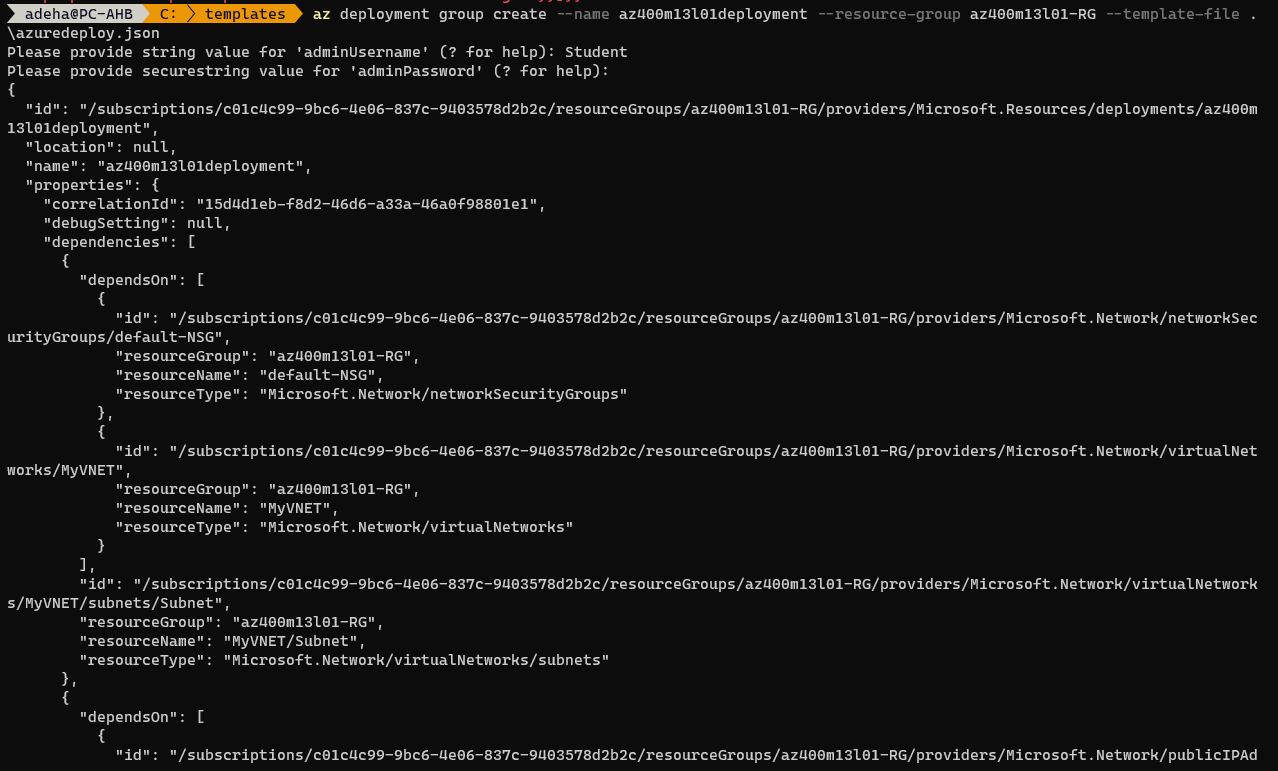 adeha@PC-AHB C: templates az deployment group create --name az400m13l01deployment --resource-group az400m13l01-RG --template-file .
\azuredeploy.json
Please provide string value for 'adminUsername' (? for help): Student
Please provide securestring value for 'adminPassword' (? for help):
{
  "id": "/subscriptions/c01c4c99-9bc6-4e06-837c-9403578d2b2c/resourceGroups/az400m13l01-RG/providers/Microsoft.Resources/deployments/az400m
13l01deployment",
  "location": null,
  "name": "az400m13l01deployment",
  "properties": {
    "correlationId": "15d4d1eb-f8d2-46d6-a33a-46a0f98801e1",
    "debugSetting": null,
    "dependencies": [
      {
        "dependsOn": [
          {
            "id": "/subscriptions/c01c4c99-9bc6-4e06-837c-9403578d2b2c/resourceGroups/az400m13l01-RG/providers/Microsoft.Network/networkSec
urityGroups/default-NSG",
            "resourceGroup": "az400m13l01-RG",
            "resourceName": "default-NSG",
            "resourceType": "Microsoft.Network/networkSecurityGroups"
          },
          {
            "id": "/subscriptions/c01c4c99-9bc6-4e06-837c-9403578d2b2c/resourceGroups/az400m13l01-RG/providers/Microsoft.Network/virtualNet
works/MyVNET",
            "resourceGroup": "az400m13l01-RG",
            "resourceName": "MyVNET",
            "resourceType": "Microsoft.Network/virtualNetworks"
          }
        ],
        "id": "/subscriptions/c01c4c99-9bc6-4e06-837c-9403578d2b2c/resourceGroups/az400m13l01-RG/providers/Microsoft.Network/virtualNetwork
s/MyVNET/subnets/Subnet",
        "resourceGroup": "az400m13l01-RG",
        "resourceName": "MyVNET/Subnet",
        "resourceType": "Microsoft.Network/virtualNetworks/subnets"
      },
      {
        "dependsOn": [
          {
            "id": "/subscriptions/c01c4c99-9bc6-4e06-837c-9403578d2b2c/resourceGroups/az400m13l01-RG/providers/Microsoft.Network/publicIPAd